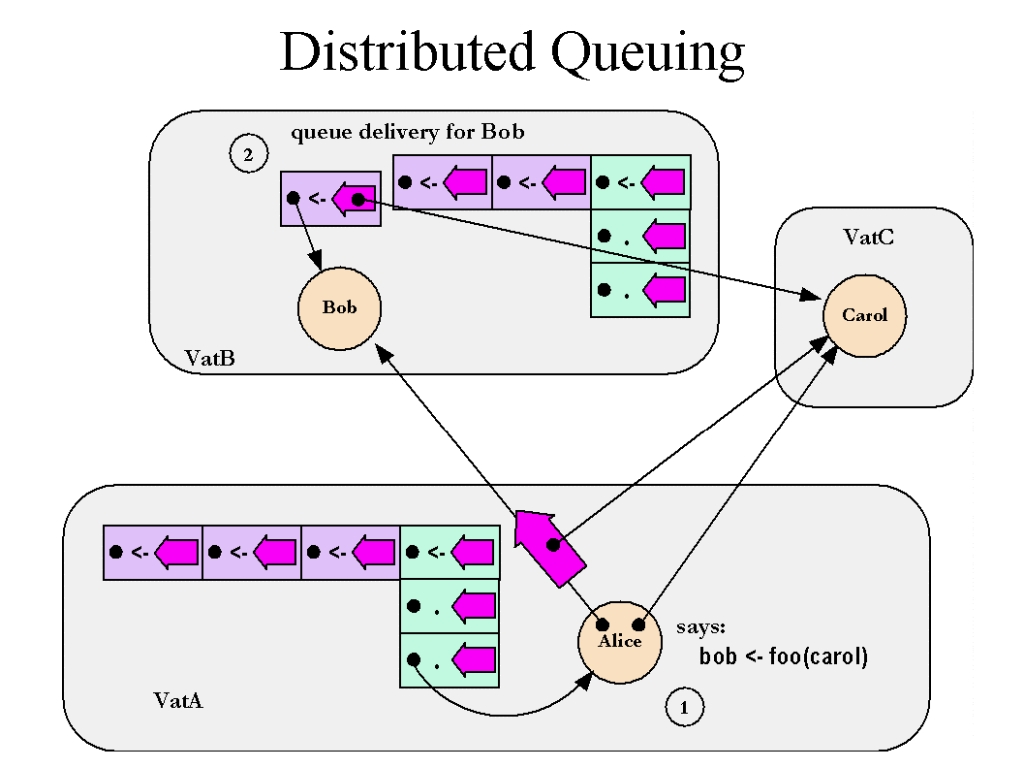 Distributed Queuing
queue delivery for Bob
2
<- <- <- <-
.
.
Bob
VatB
VatC
Carol
<- <- <- <-
.
.
Alice
says:
bob <- foo(carol)
VatA
1